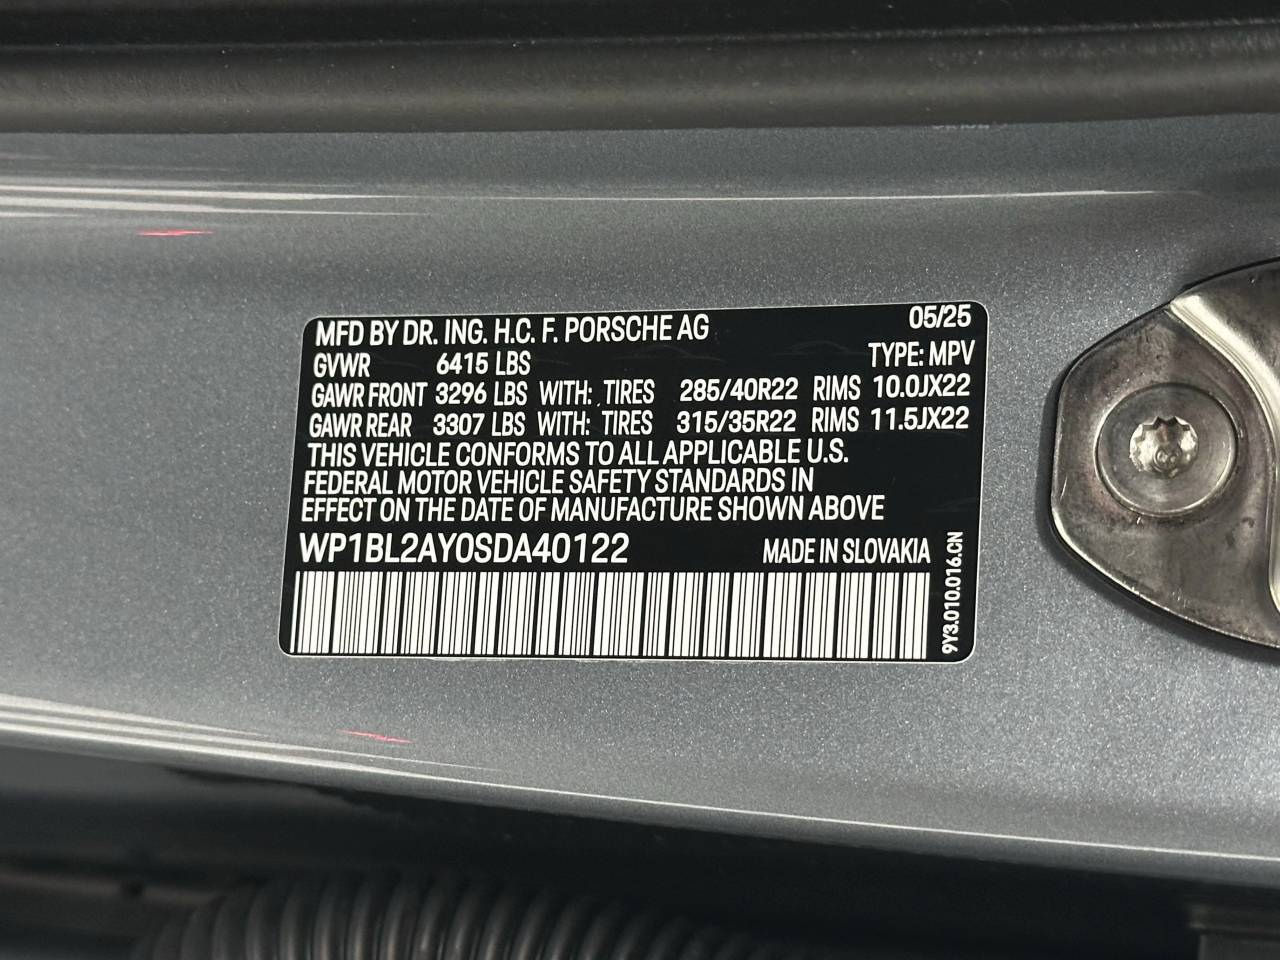 MFD BY DR. ING. H.C. F. PORSCHE AG 05/25
GVWR 6415 LBS TYPE: MPV
GAWR FRONT 3296 LBS WITH: TIRES 285/40R22 RIMS 10.0JX22
GAWR REAR 3307 LBS WITH: TIRES 315/35R22 RIMS 11.5JX22
THIS VEHICLE CONFORMS TO ALL APPLICABLE U.S.
FEDERAL MOTOR VEHICLE SAFETY STANDARDS IN
EFFECT ON THE DATE OF MANUFACTURE SHOWN ABOVE
WP1BL2AY0SDA40122 MADE IN SLOVAKIA
9Y3.010.016.CN